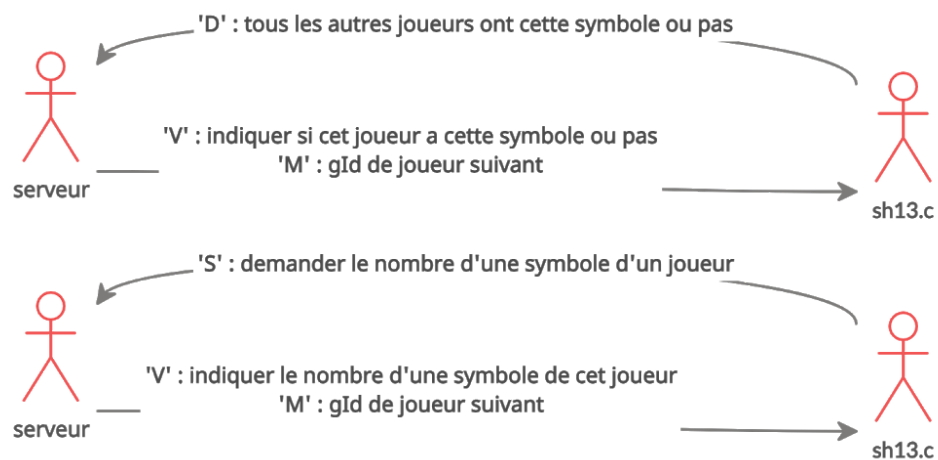 'D' : tous les autres joueurs ont cette symbole ou pas
'V' : indiquer si cet joueur a cette symbole ou pas
'M' : gId de joueur suivant
serveur
sh13.c
'S' : demander le nombre d'une symbole d'un joueur
'V' : indiquer le nombre d'une symbole de cet joueur
'M' : gId de joueur suivant
serveur
sh13.c